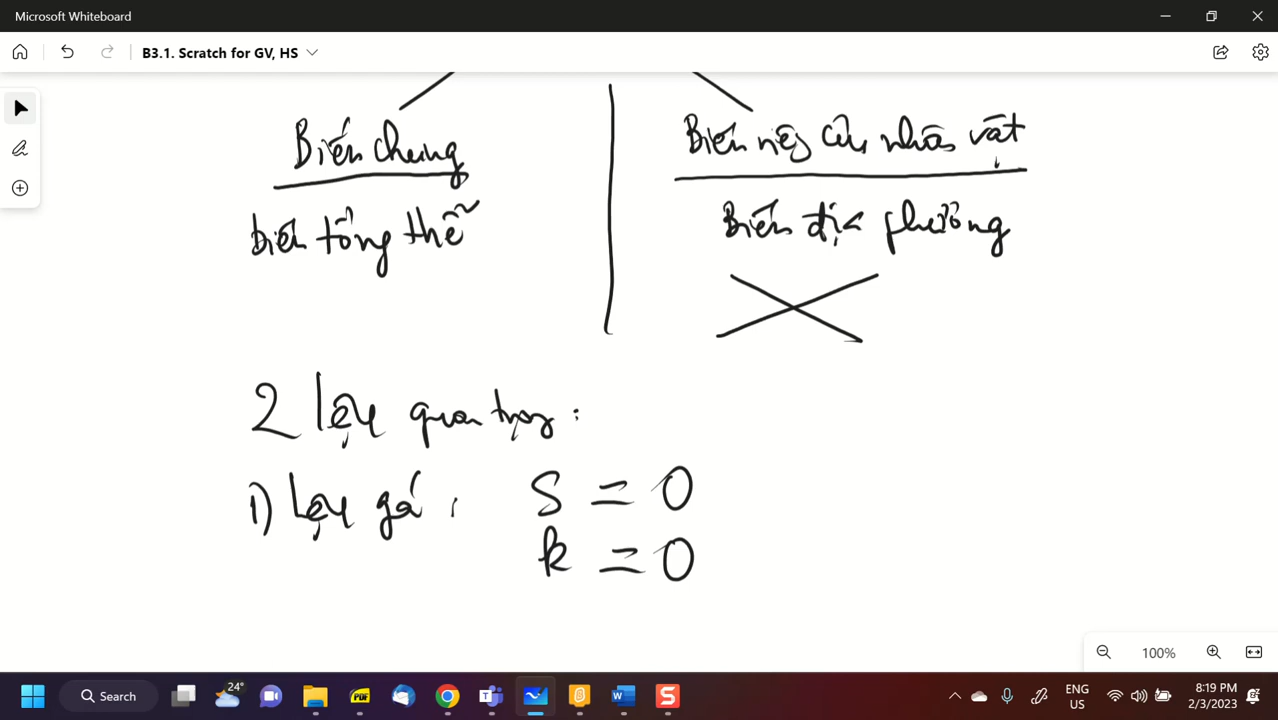 Microsoft Whiteboard
B3.1. Scratch for GV, HS
Biến chung
Biến riêng của nhân vật
biến tổng thể
Biến địa phương
2 lệnh quan trọng:
1) Lệnh gán: S = 0
k = 0
100%
24°
Search
PDF
ENG
US
8:19 PM
2/3/2023